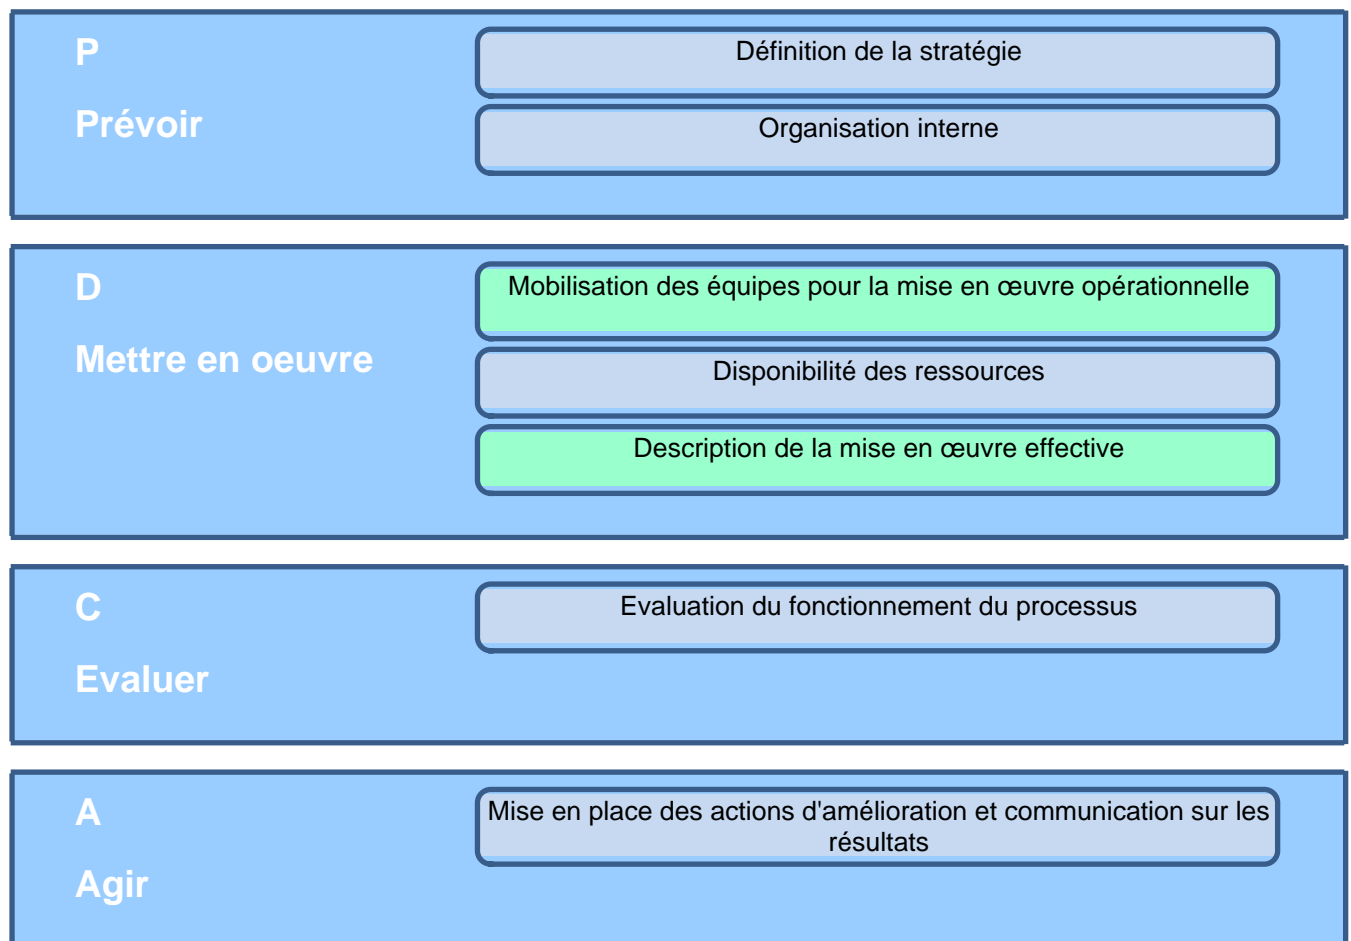 P
Prévoir
Définition de la stratégie
Organisation interne
D
Mettre en oeuvre
Mobilisation des équipes pour la mise en œuvre opérationnelle
Disponibilité des ressources
Description de la mise en œuvre effective
C
Evaluer
Evaluation du fonctionnement du processus
A
Agir
Mise en place des actions d'amélioration et communication sur les
résultats